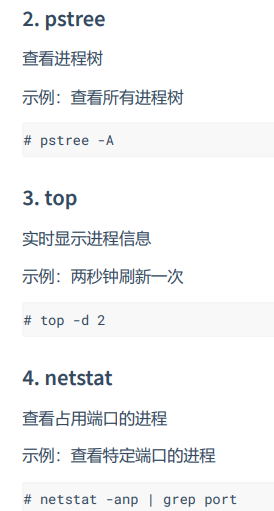 2. pstree
查看进程树
示例：查看所有进程树
# pstree -A
3. top
实时显示进程信息
示例：两秒钟刷新一次
# top -d 2
4. netstat
查看占用端口的进程
示例：查看特定端口的进程
# netstat -anp | grep port